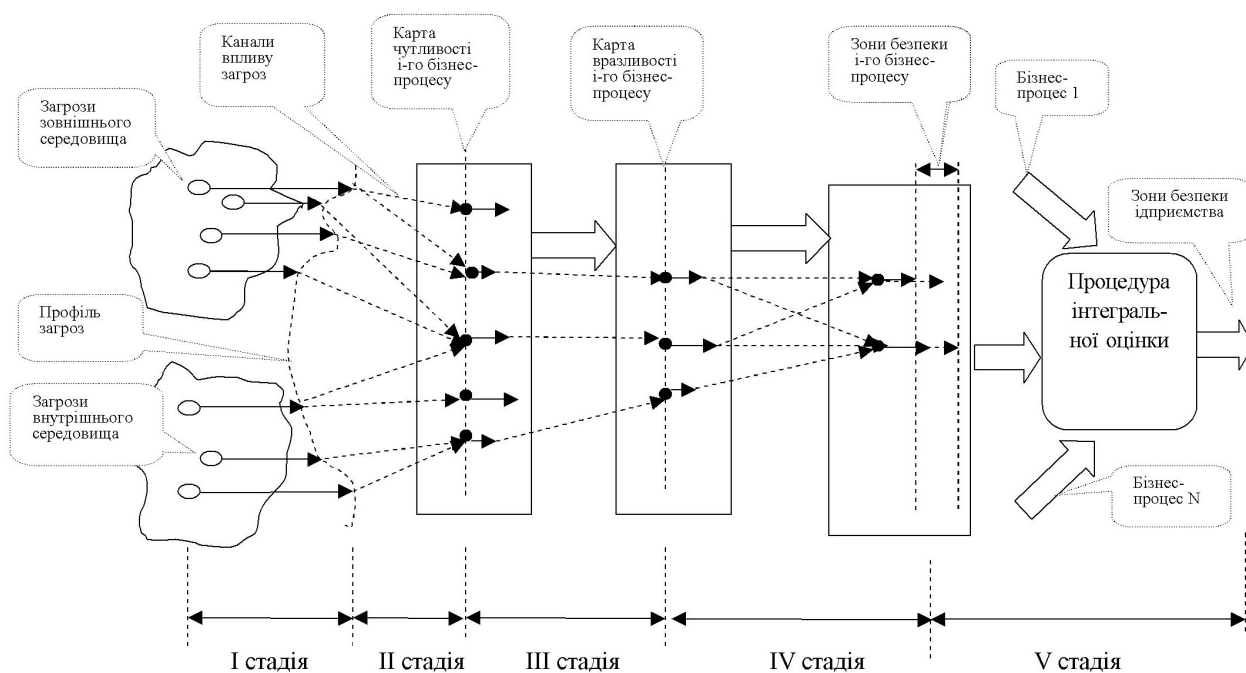 Канали
впливу
загроз
Карта
чутливості
і-го бізнес-
процесу
Карта
вразливості
і-го бізнес-
процесу
Зони безпеки
і-го бізнес-
процесу
Бізнес-
процес 1
Загрози
зовнішнього
середовища
Зони безпеки
ідприємства
Процедура
інтеграль-
ної оцінки
Профіль
загроз
Загрози
внутрішнього
середовища
Бізнес-
процес N
I стадія
II стадія
III стадія
IV стадія
V стадія